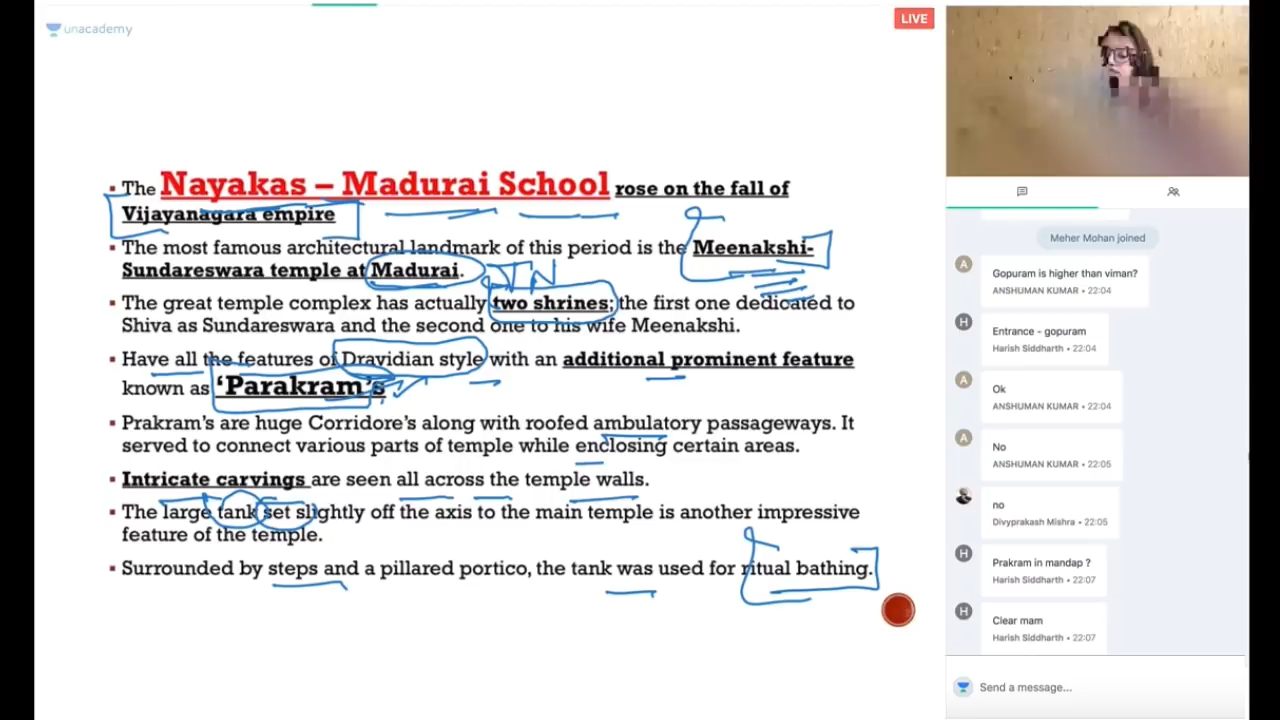 unacademy
LIVE
The Nayakas – Madurai School rose on the fall of
Vijayanagara empire
The most famous architectural landmark of this period is the Meenakshi-
Sundareswara temple at Madurai.
TN
The great temple complex has actually two shrines; the first one dedicated to
Shiva as Sundareswara and the second one to his wife Meenakshi.
Have all the features of Dravidian style with an additional prominent feature
known as ‘Parakram’s
Prakram’s are huge Corridore’s along with roofed ambulatory passageways. It
served to connect various parts of temple while enclosing certain areas.
Intricate carvings are seen all across the temple walls.
The large tank set slightly off the axis to the main temple is another impressive
feature of the temple.
Surrounded by steps and a pillared portico, the tank was used for ritual bathing.
Meher Mohan joined
A
Gopuram is higher than viman?
ANSHUMAN KUMAR • 22:04
H
Entrance - gopuram
Harish Siddharth • 22:04
A
Ok
ANSHUMAN KUMAR • 22:04
A
No
ANSHUMAN KUMAR • 22:05
no
Divyprakash Mishra • 22:05
H
Prakram in mandap ?
Harish Siddharth • 22:07
H
Clear mam
Harish Siddharth • 22:07
Send a message...